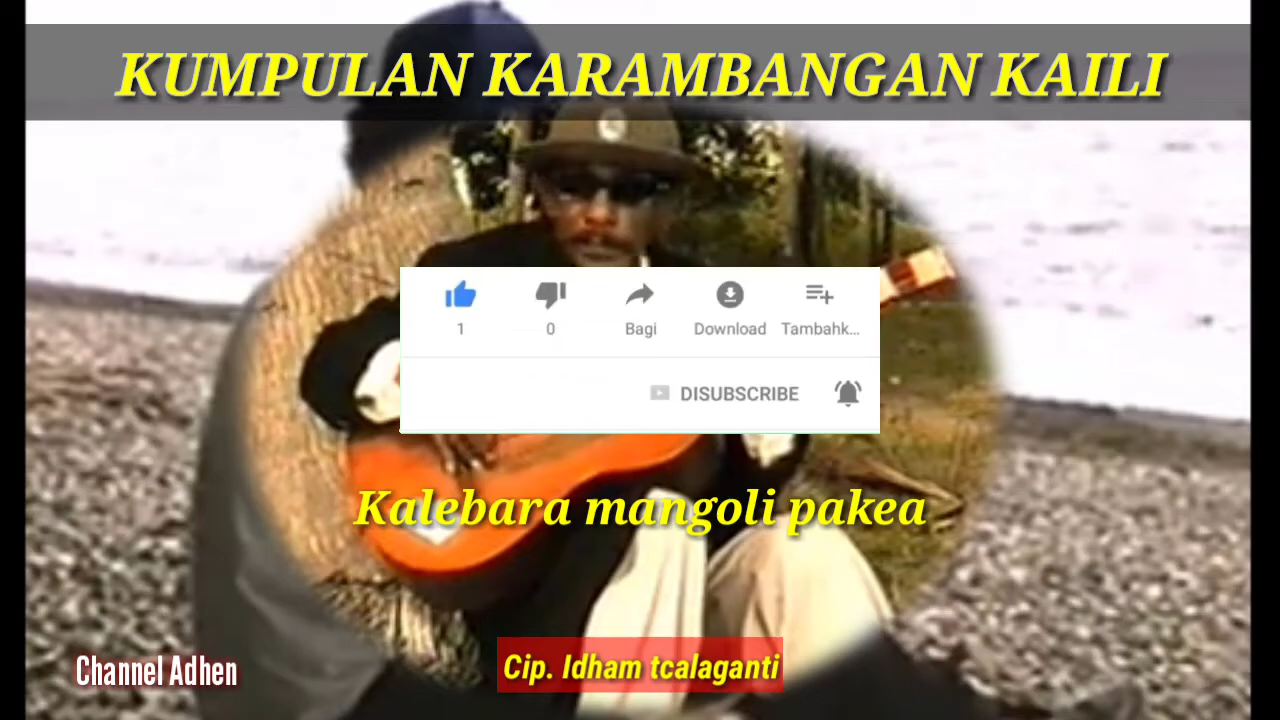 KUMPULAN KARAMBANGAN KAILI
1 0 Bagi Download Tambahk...
DISUBSCRIBE
Kalebara mangoli pakea
Cip. Idham tcalaganti
Channel Adhen